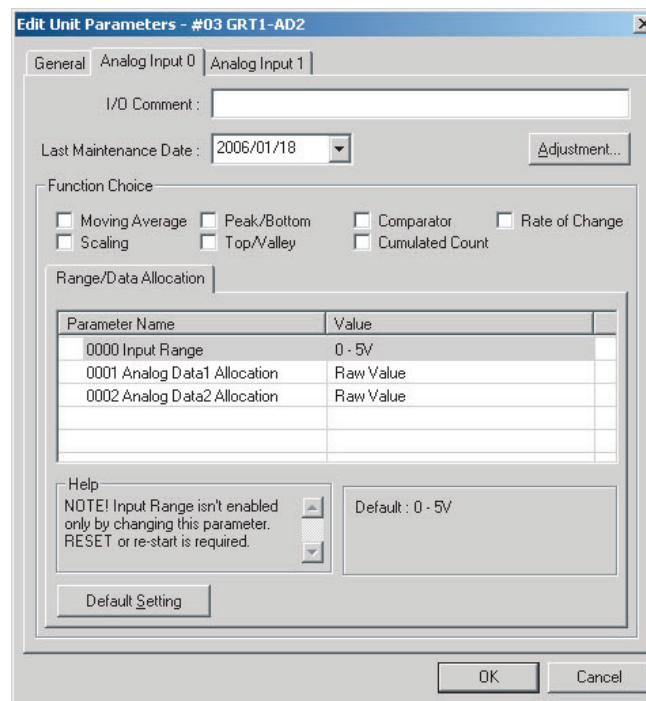 Edit Unit Parameters - #03 GRT1-AD2
General Analog Input 0 Analog Input 1
I/O Comment :
Last Maintenance Date : 2006/01/18 Adjustment...
Function Choice
Moving Average Peak/Bottom Comparator Rate of Change
Scaling Top/Valley Cumulated Count
Range/Data Allocation
Parameter Name Value
0000 Input Range 0 - 5V
0001 Analog Data1 Allocation Raw Value
0002 Analog Data2 Allocation Raw Value
Help
NOTE! Input Range isn't enabled
only by changing this parameter.
RESET or re-start is required.
Default : 0 - 5V
Default Setting
OK Cancel